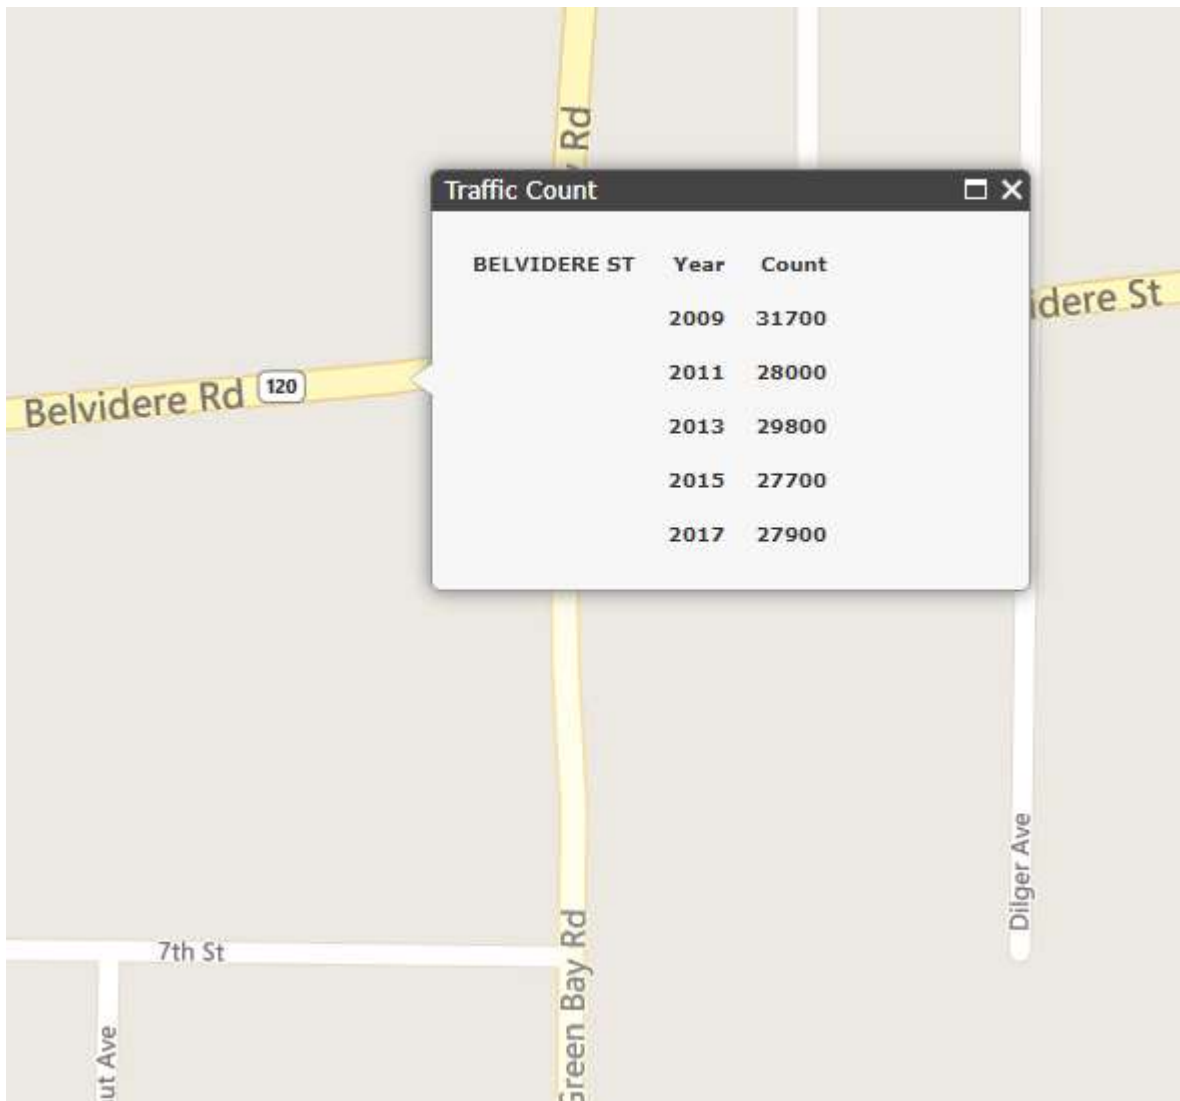 Rd
Traffic Count
BELVIDERE ST Year Count
2009 31700
2011 28000
2013 29800
2015 27700
2017 27900
idere St
Belvidere Rd 120
Dilger Ave
7th St
Green Bay Rd
ut Ave